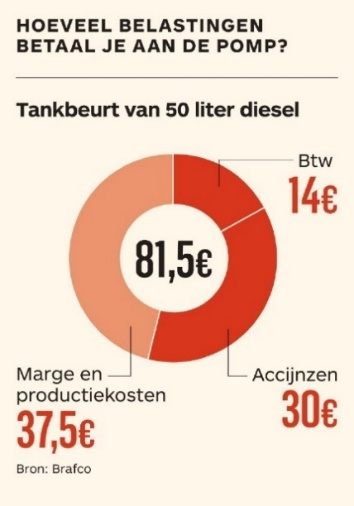 HOEVEEL BELASTINGEN
BETAAL JE AAN DE POMP?
Tankbeurt van 50 liter diesel
Btw
14€
81,5€
Marge en
productiekosten
37,5€
Accijnzen
30€
Bron: Brafco